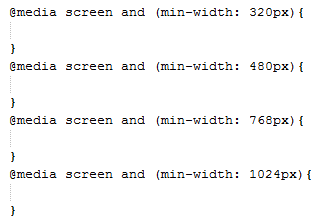 @media screen and (min-width: 320px){
}
@media screen and (min-width: 480px){
}
@media screen and (min-width: 768px){
}
@media screen and (min-width: 1024px){
}